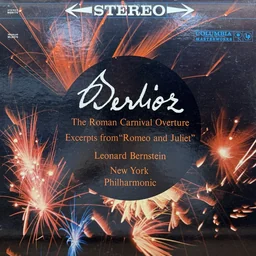 STEREO
COLUMBIA
MASTERWORKS
Berlioz
The Roman Carnival Overture
Excerpts from "Romeo and Juliet"
Leonard Bernstein
New York
Philharmonic